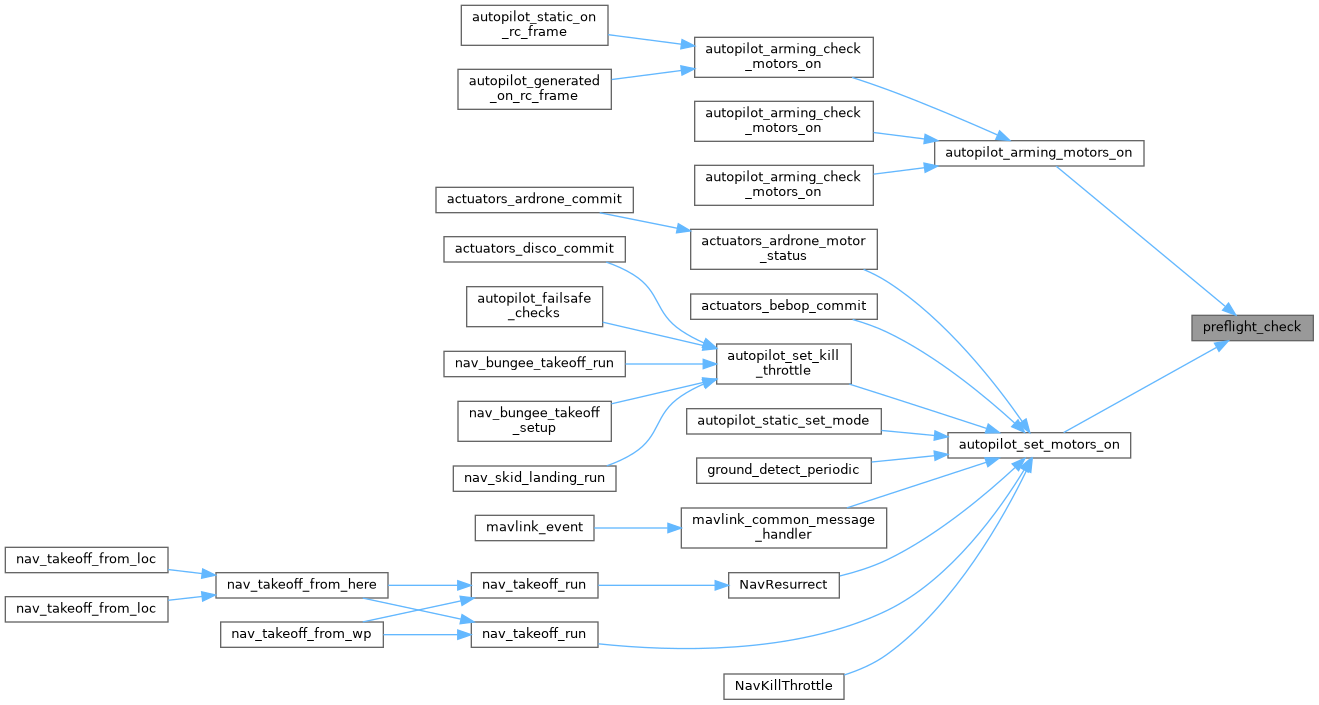 autopilot_static_on
_rc_frame
autopilot_generated
_on_rc_frame
autopilot_arming_check
_motors_on
autopilot_arming_check
_motors_on
autopilot_arming_motors_on
autopilot_arming_check
_motors_on
actuators_ardrone_commit
actuators_ardrone_motor
_status
actuators_disco_commit
autopilot_failsafe
_checks
actuators_bebop_commit
preflight_check
nav_bungee_takeoff_run
autopilot_set_kill
_throttle
nav_bungee_takeoff
_setup
autopilot_static_set_mode
autopilot_set_motors_on
nav_skid_landing_run
ground_detect_periodic
mavlink_event
mavlink_common_message
_handler
nav_takeoff_from_loc
nav_takeoff_from_here
nav_takeoff_run
NavResurrect
nav_takeoff_from_loc
nav_takeoff_from_wp
nav_takeoff_run
NavKillThrottle